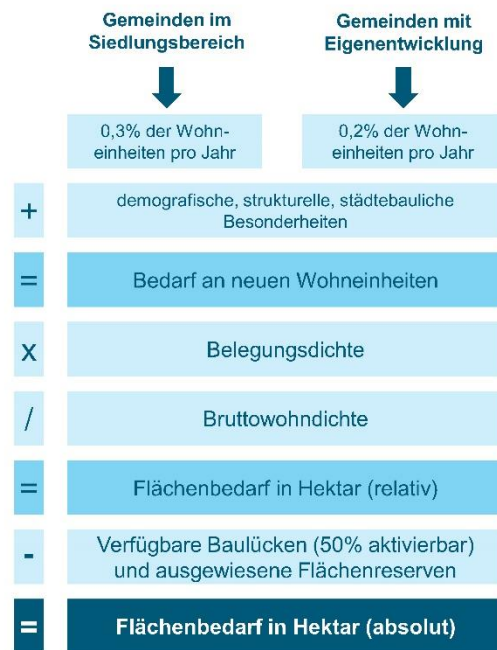 Gemeinden im
Siedlungsbereich
Gemeinden mit
Eigenentwicklung
0,3% der Wohn-
einheiten pro Jahr
0,2% der Wohn-
einheiten pro Jahr
+
demografische, strukturelle, städtebauliche
Besonderheiten
=
Bedarf an neuen Wohneinheiten
x
Belegungsdichte
/
Bruttowohndichte
=
Flächenbedarf in Hektar (relativ)
-
Verfügbare Baulücken (50% aktivierbar)
und ausgewiesene Flächenreserven
=
Flächenbedarf in Hektar (absolut)